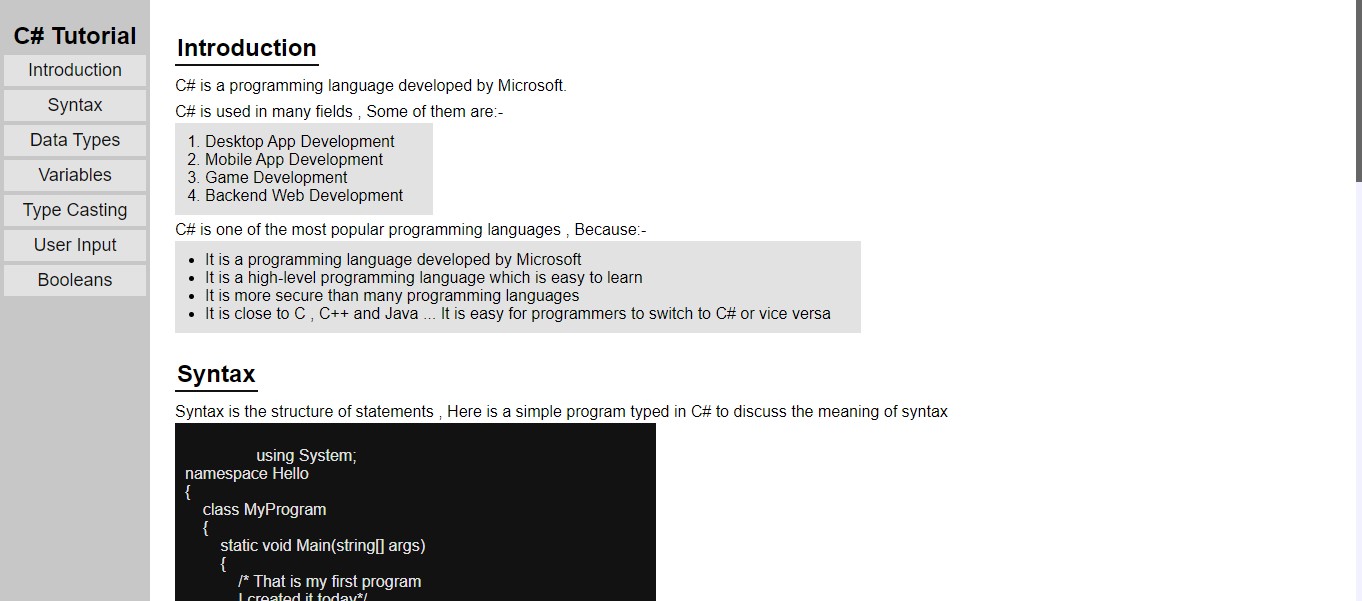 C# Tutorial
Introduction
Syntax
Data Types
Variables
Type Casting
User Input
Booleans
Introduction
C# is a programming language developed by Microsoft.
C# is used in many fields , Some of them are:-
1. Desktop App Development
2. Mobile App Development
3. Game Development
4. Backend Web Development
C# is one of the most popular programming languages , Because:-
• It is a programming language developed by Microsoft
• It is a high-level programming language which is easy to learn
• It is more secure than many programming languages
• It is close to C , C++ and Java ... It is easy for programmers to switch to C# or vice versa
Syntax
Syntax is the structure of statements , Here is a simple program typed in C# to discuss the meaning of syntax
using System;
namespace Hello
{
class MyProgram
{
static void Main(string[] args)
{
/* That is my first program
I created it today*/